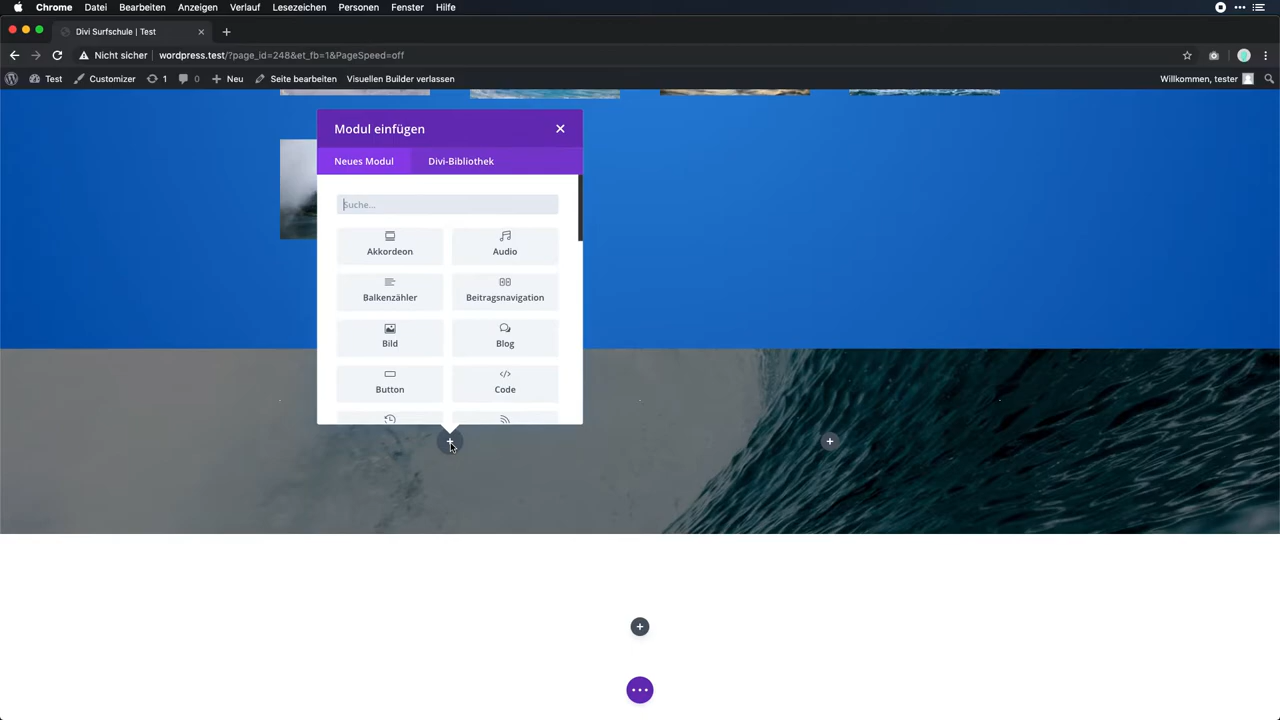 Chrome Datei Bearbeiten Anzeigen Verlauf Lesezeichen Personen Fenster Hilfe
Divi Surfschule | Test
Nicht sicher wordpress.test/?page_id=248&et_fb=1&PageSpeed=off
Test Customizer 1 0 Neu Seite bearbeiten Visuellen Builder verlassen Willkommen, tester
Modul einfügen
Neues Modul Divi-Bibliothek
Suche...
Akkordeon Audio
Balkenzähler Beitragsnavigation
Bild Blog
Button Code